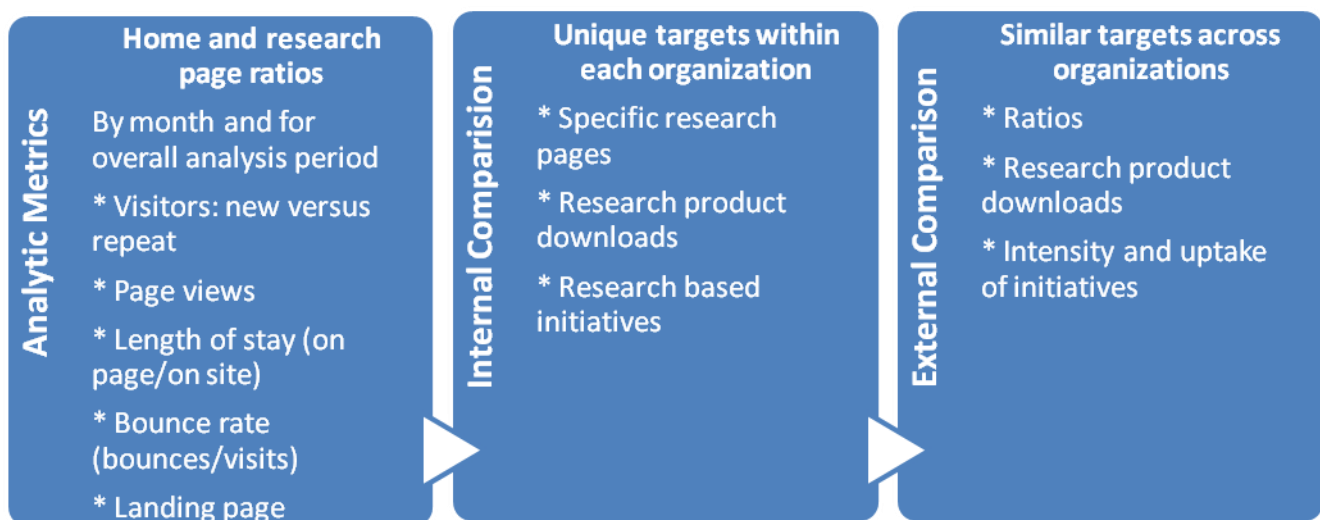 Analytic Metrics
Home and research
page ratios
By month and for
overall analysis period
* Visitors: new versus
repeat
* Page views
* Length of stay (on
page/on site)
* Bounce rate
(bounces/visits)
* Landing page
Internal Comparision
Unique targets within
each organization
* Specific research
pages
* Research product
downloads
* Research based
initiatives
External Comparison
Similar targets across
organizations
* Ratios
* Research product
downloads
* Intensity and uptake
of initiatives